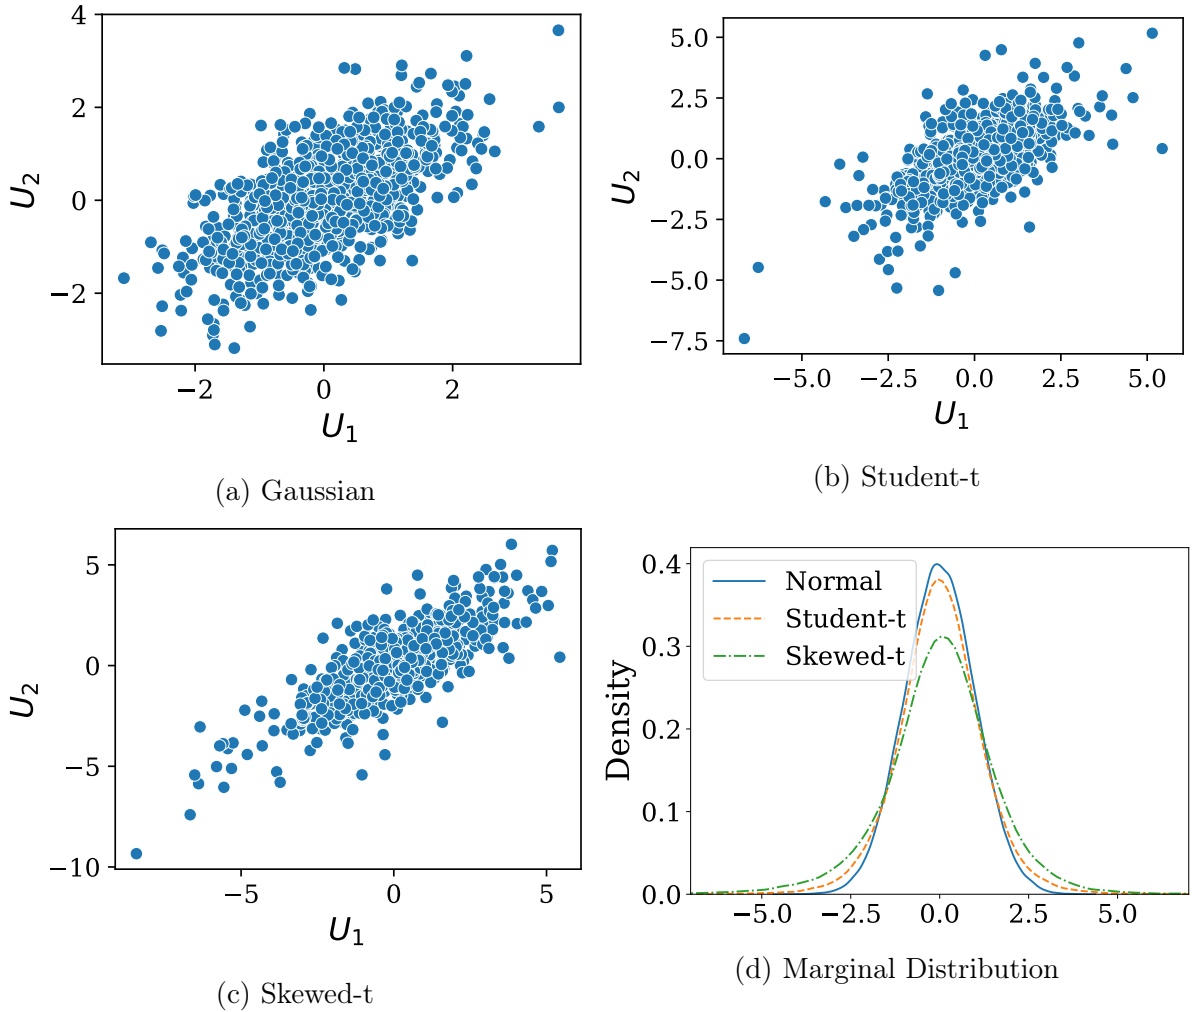 4
2
0
−2
U2
−2
0
2
U1
(a) Gaussian
5.0
2.5
0.0
−2.5
−5.0
−7.5
U2
−5.0
−2.5
0.0
2.5
5.0
U1
(b) Student-t
5
0
−5
−10
U2
−5
0
5
U1
(c) Skewed-t
0.4
0.3
0.2
0.1
0.0
Density
Normal
Student-t
Skewed-t
−5.0
−2.5
0.0
2.5
5.0
(d) Marginal Distribution